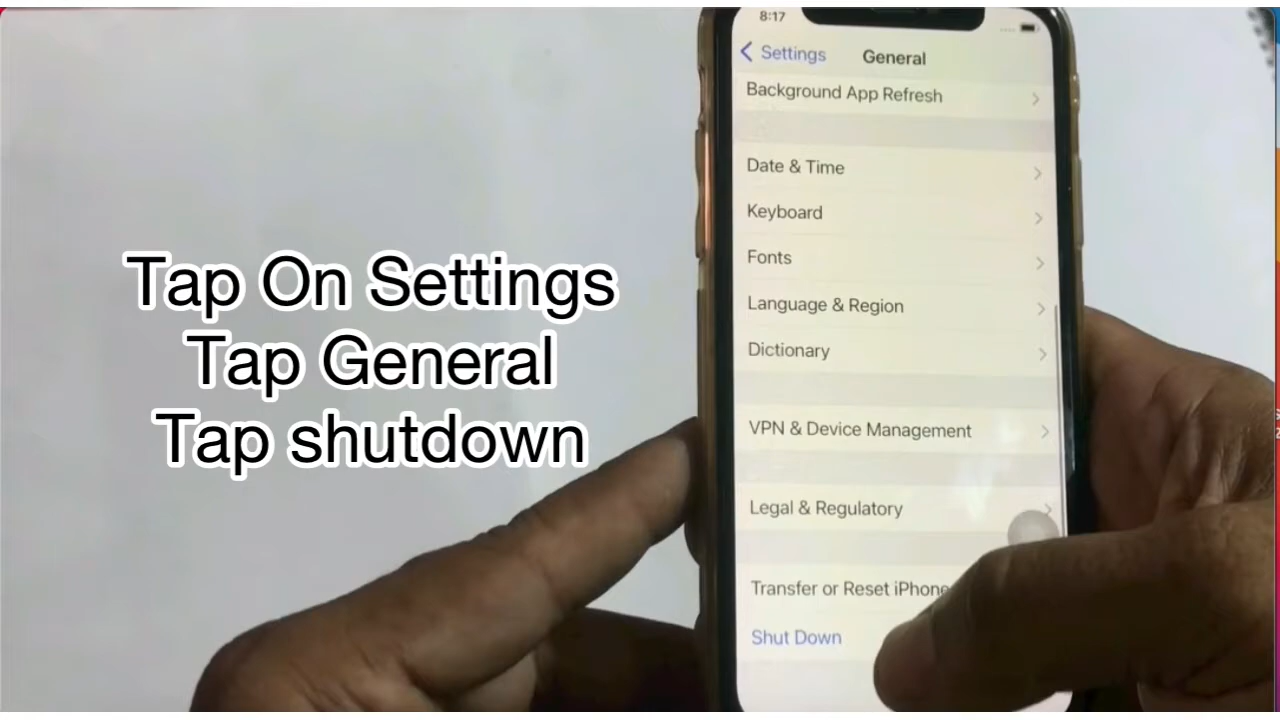 8:17
Settings General
Background App Refresh
Date & Time
Keyboard
Fonts
Language & Region
Dictionary
VPN & Device Management
Legal & Regulatory
Transfer or Reset iPhone
Shut Down
Tap On Settings
Tap General
Tap shutdown